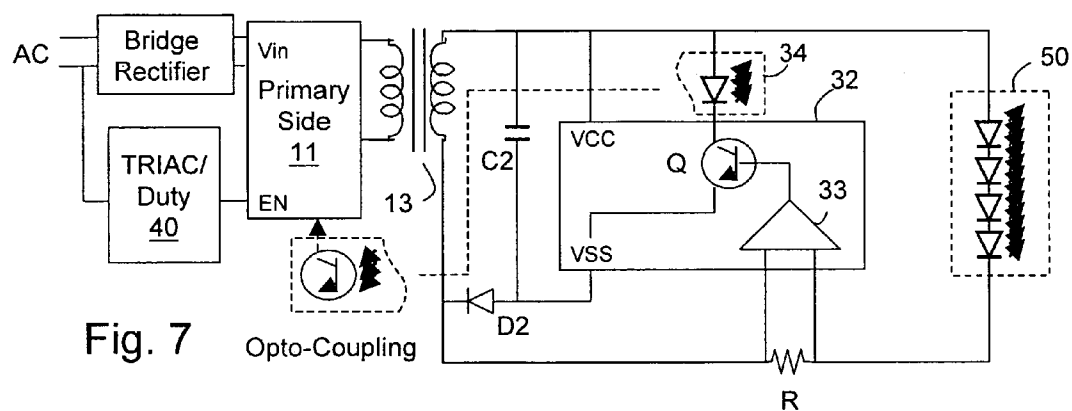 AC
Bridge
Rectifier
Vin
Primary
Side
11
EN
TRIAC/
Duty
40
13
C2
34
32
VCC
Q
33
VSS
50
D2
R
Opto-Coupling
Fig. 7